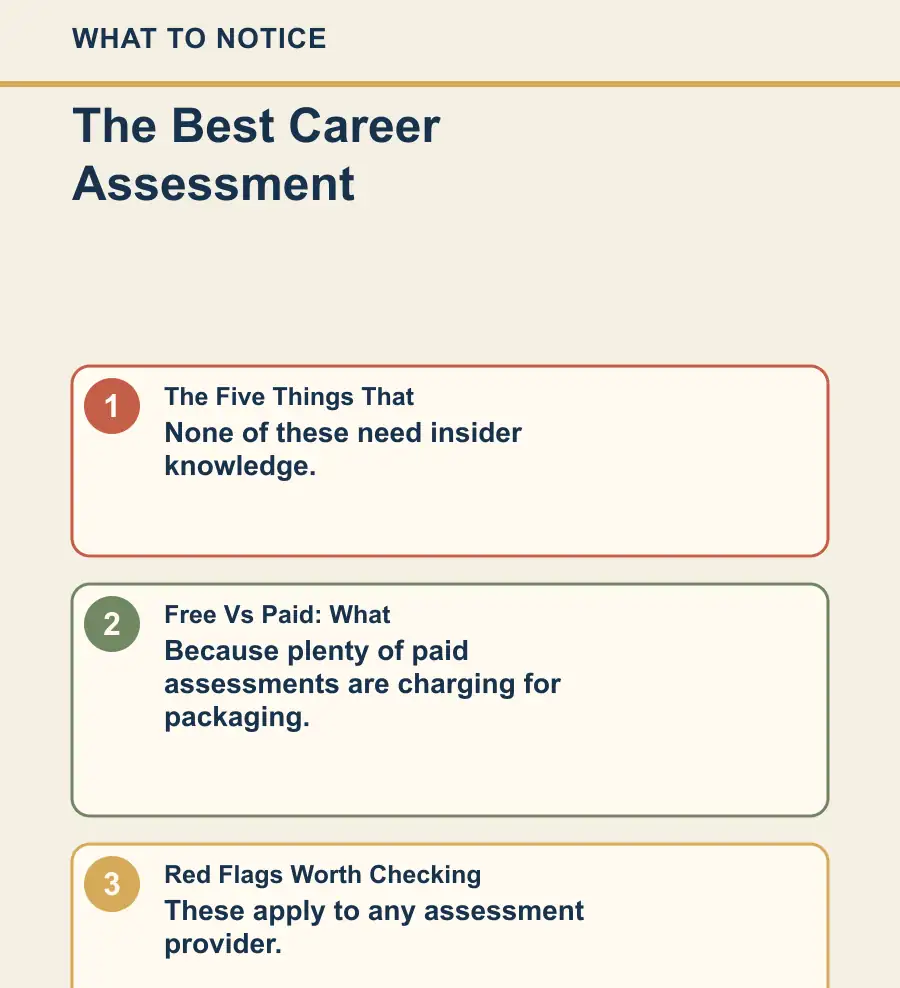 WHAT TO NOTICE
The Best Career
Assessment
1
The Five Things That
None of these need insider
knowledge.
2
Free Vs Paid: What
Because plenty of paid
assessments are charging for
packaging.
3
Red Flags Worth Checking
These apply to any assessment
provider.